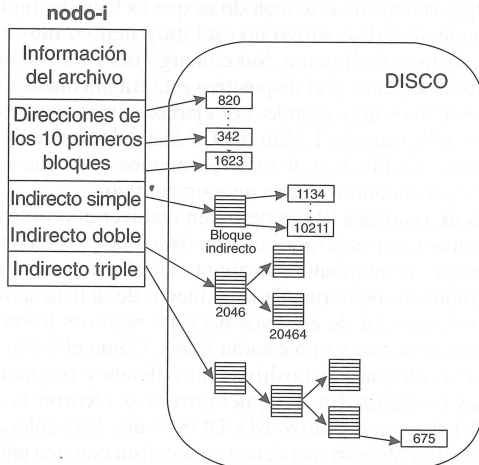 nodo-i
Información
del archivo
Direcciones de
los 10 primeros
bloques
Indirecto simple
Indirecto doble
Indirecto triple
DISCO
820
342
1623
1134
10211
Bloque
indirecto
2046
20464
675